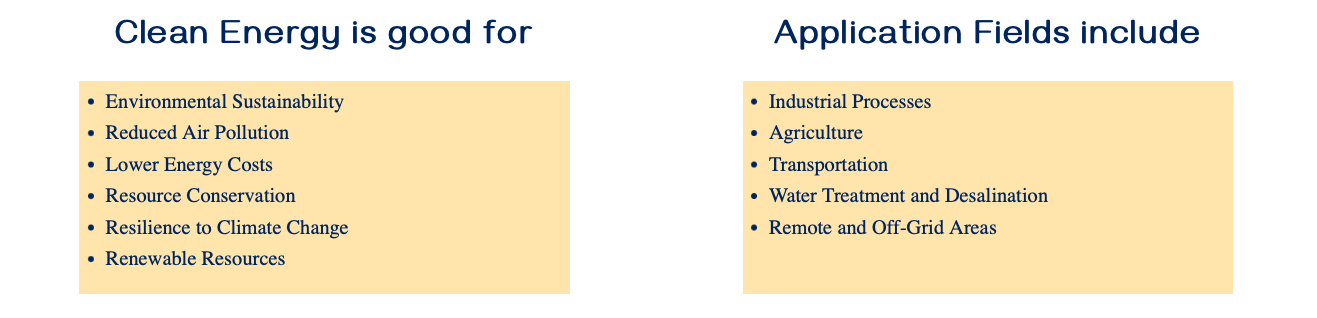 Clean Energy is good for
• Environmental Sustainability
• Reduced Air Pollution
• Lower Energy Costs
• Resource Conservation
• Resilience to Climate Change
• Renewable Resources
Application Fields include
• Industrial Processes
• Agriculture
• Transportation
• Water Treatment and Desalination
• Remote and Off-Grid Areas